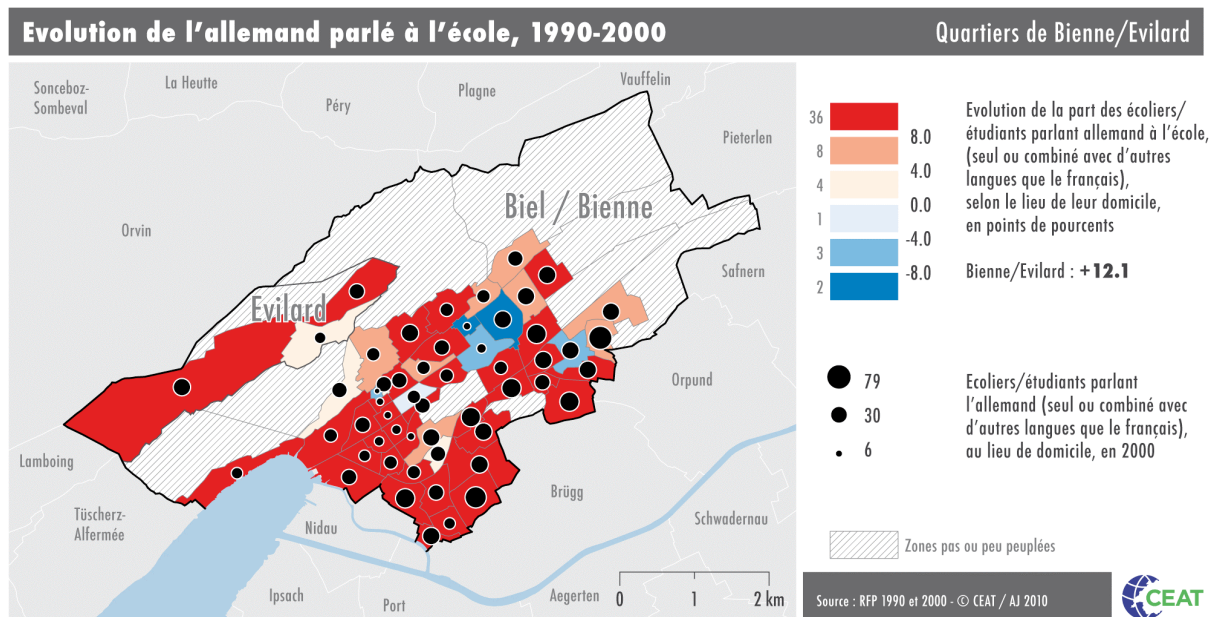 Evolution de l'allemand parlé à l'école, 1990-2000
Quartiers de Bienne/Evilard
Sonceboz-
Sombeval
La Heutte
Péry
Plagne
Vauffelin
Pieterlen
Orvin
Biel / Bienne
Safnern
Evilard
Orpund
Lamboing
Tüscherz-
Alfermée
Nidau
Brügg
Schwadernau
Ipsach
Port
Aegerten
0 1 2 km
36
8.0
8
4.0
4
0.0
1
-4.0
3
-8.0
2
Evolution de la part des écoliers/
étudiants parlant allemand à l'école,
(seul ou combiné avec d'autres
langues que le français),
selon le lieu de leur domicile,
en points de pourcents
Bienne/Evilard : +12.1
79
30
6
Ecoliers/étudiants parlant
l'allemand (seul ou combiné avec
d'autres langues que le français),
au lieu de domicile, en 2000
Zones pas ou peu peuplées
Source : RFP 1990 et 2000 - © CEAT / AJ 2010
CEAT